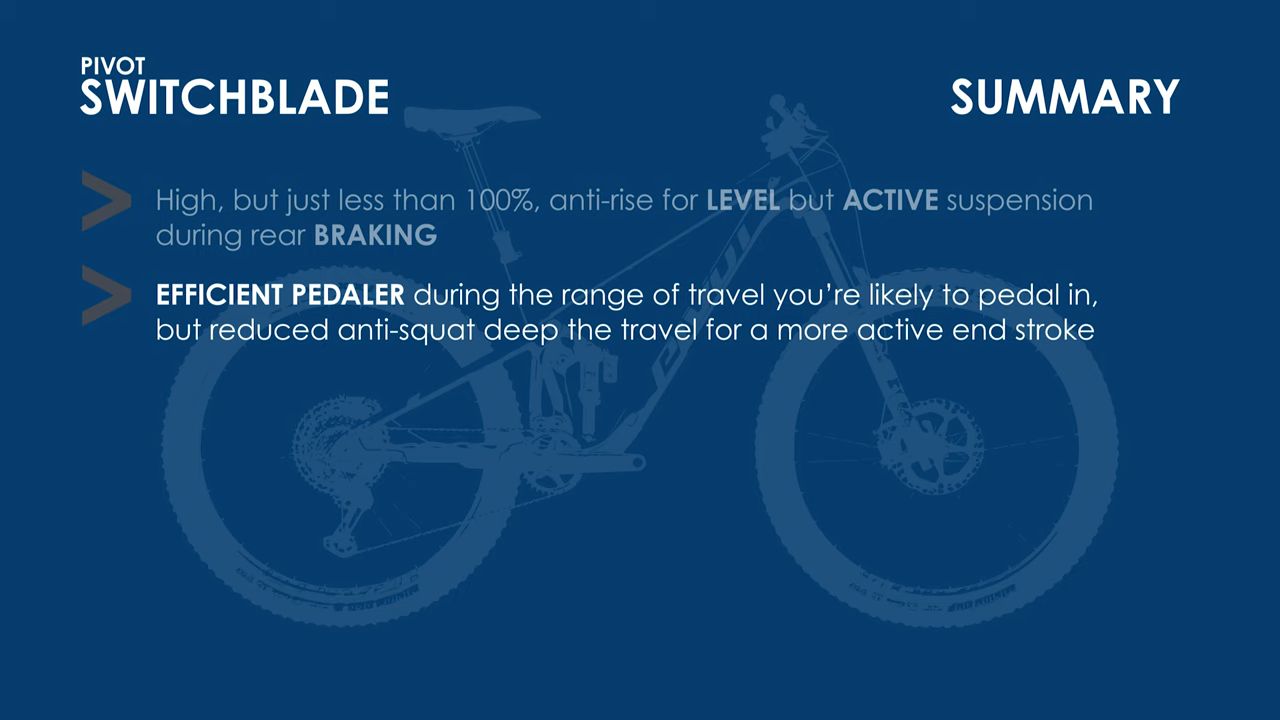 PIVOT
SWITCHBLADE
SUMMARY
> High, but just less than 100%, anti-rise for LEVEL but ACTIVE suspension
during rear BRAKING
> EFFICIENT PEDALER during the range of travel you're likely to pedal in,
but reduced anti-squat deep the travel for a more active end stroke
PIVOT